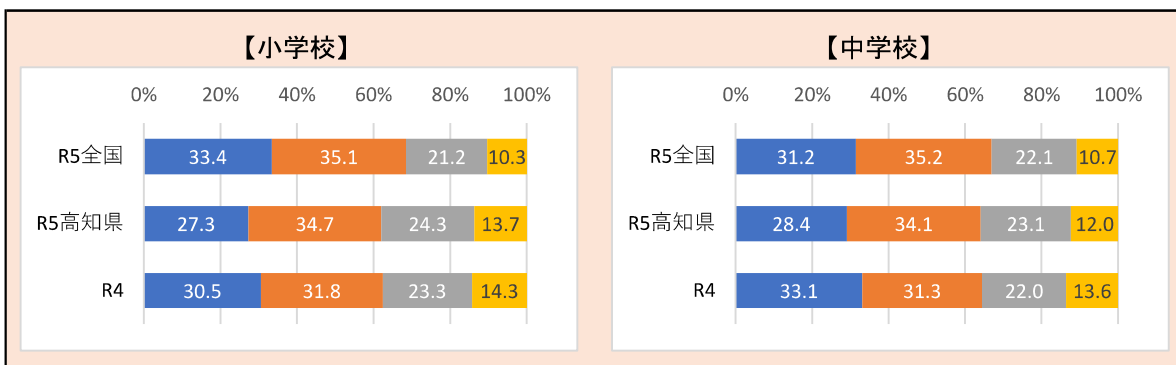 【小学校】
0% 20% 40% 60% 80% 100%
R5全国 33.4 35.1 21.2 10.3
R5高知県 27.3 34.7 24.3 13.7
R4 30.5 31.8 23.3 14.3
【中学校】
0% 20% 40% 60% 80% 100%
R5全国 31.2 35.2 22.1 10.7
R5高知県 28.4 34.1 23.1 12.0
R4 33.1 31.3 22.0 13.6